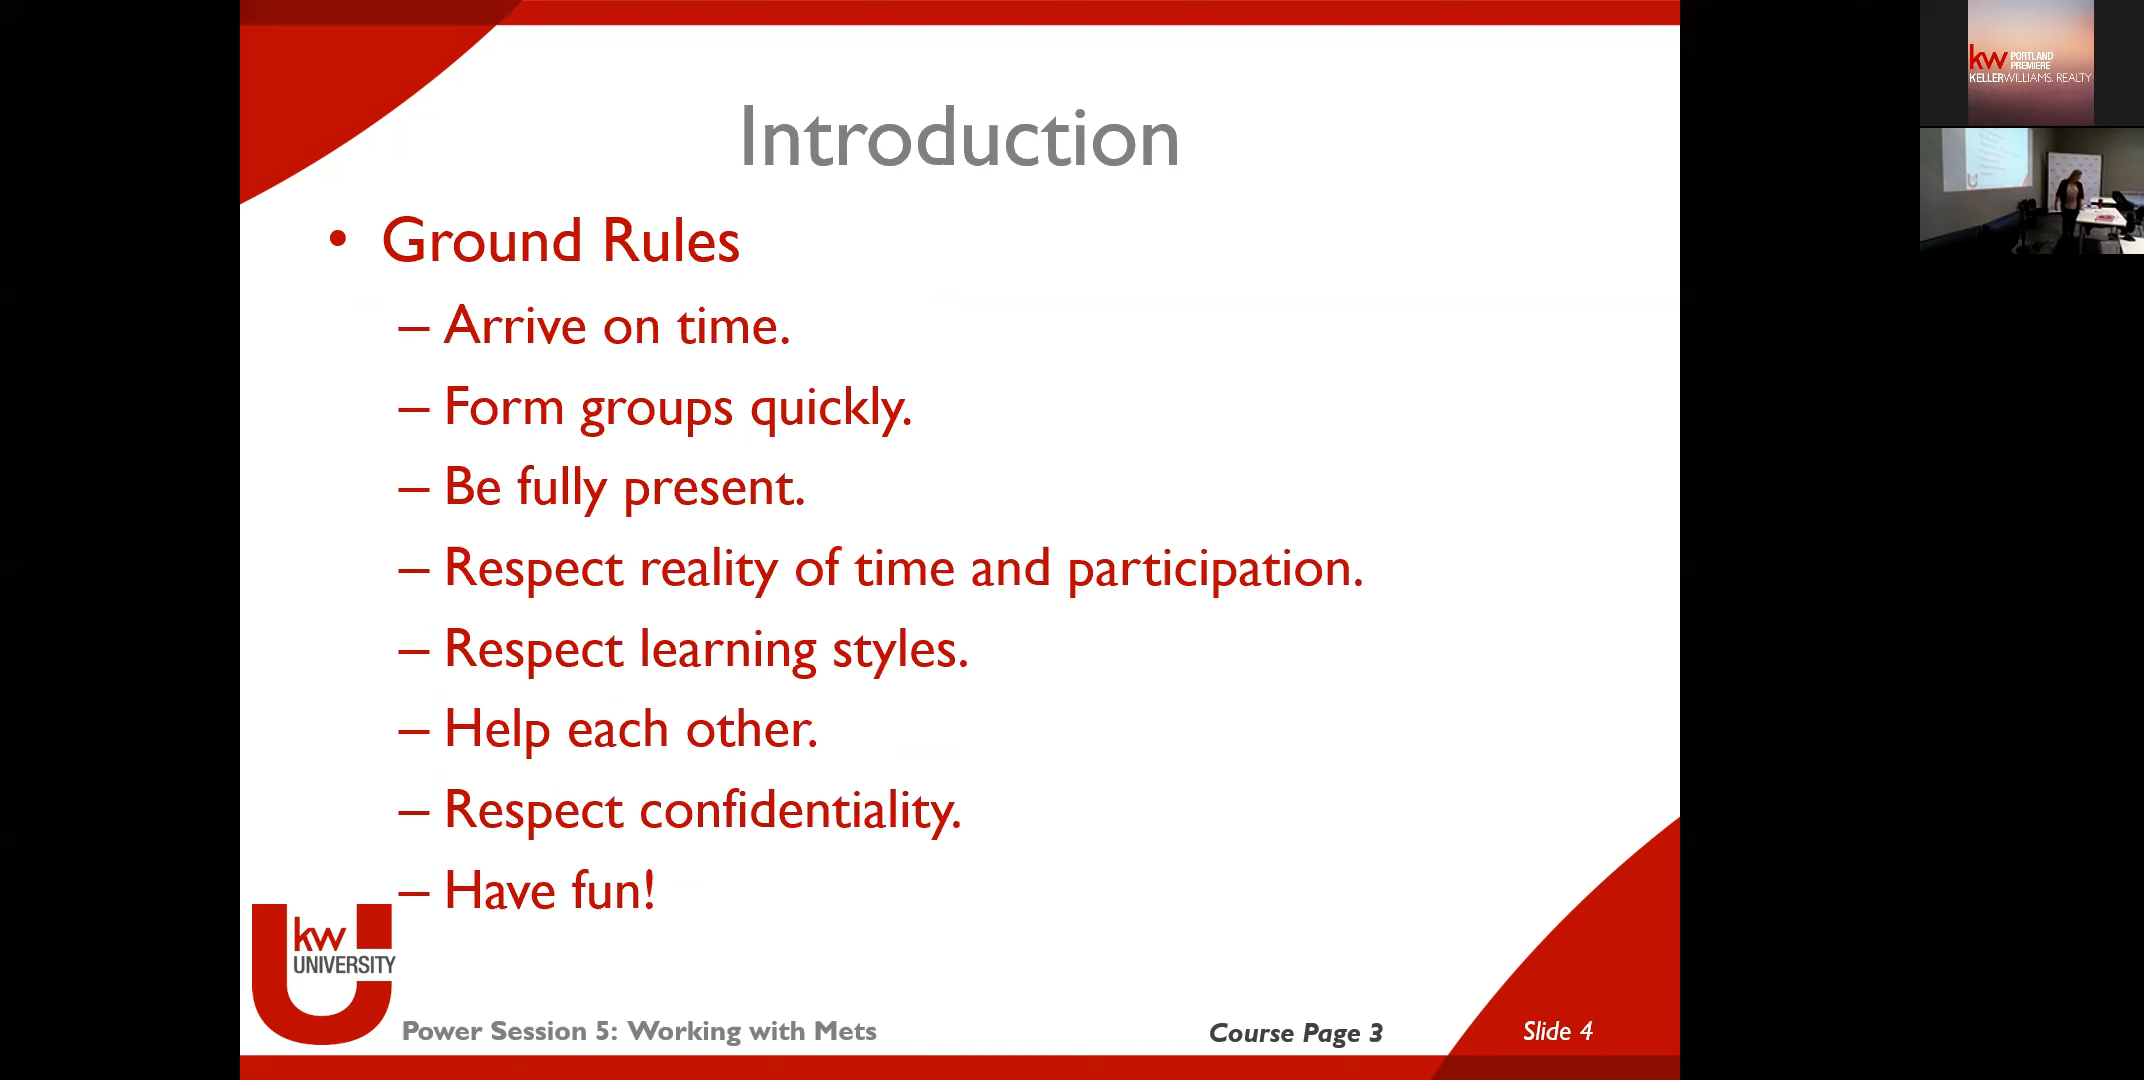 Introduction
• Ground Rules
– Arrive on time.
– Form groups quickly.
– Be fully present.
– Respect reality of time and participation.
– Respect learning styles.
– Help each other.
– Respect confidentiality.
– Have fun!
kw
UNIVERSITY
Power Session 5: Working with Mets
Course Page 3
Slide 4
kw PORTLAND
PREMIERE
KELLERWILLIAMS. REALTY